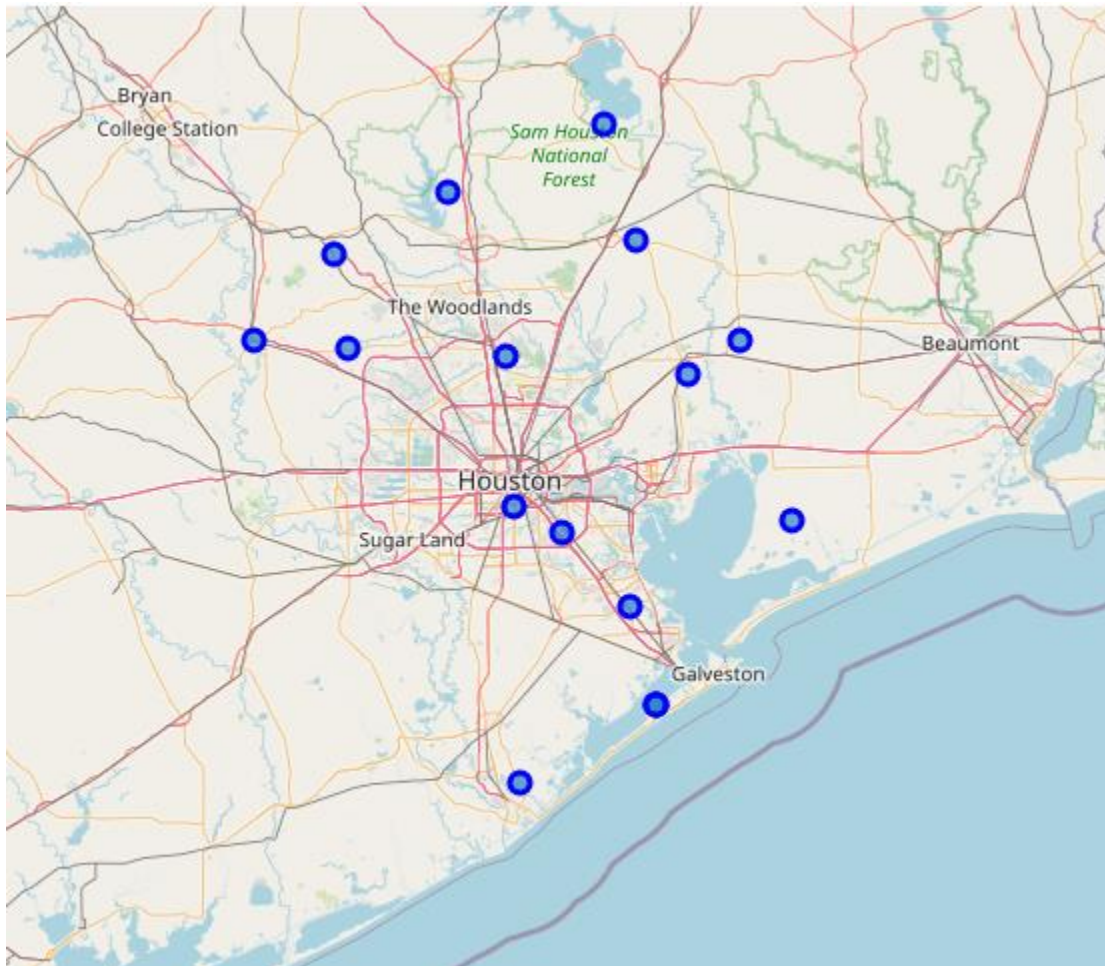 Bryan
College Station
Sam Houston
National
Forest
The Woodlands
Beaumont
Houston
Sugar Land
Galveston